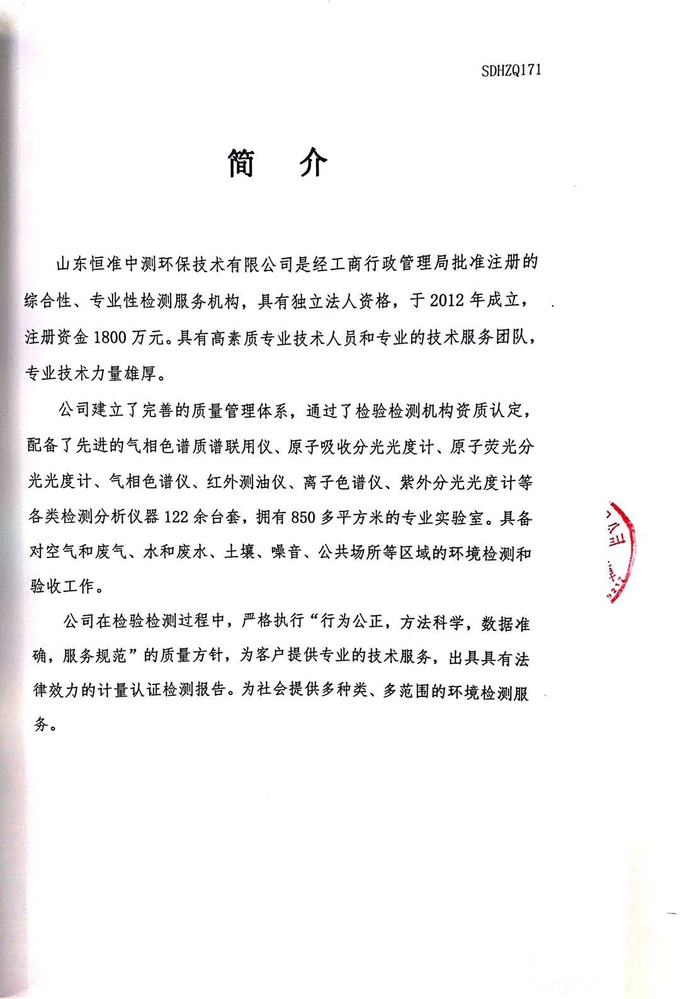 SDHZQ171
简 介
山东恒准中测环保技术有限公司是经工商行政管理局批准注册的
综合性、专业性检测服务机构，具有独立法人资格，于 2012 年成立，
注册资金 1800 万元。具有高素质专业技术人员和专业的技术服务团队，
专业技术力量雄厚。
公司建立了完善的质量管理体系，通过了检验检测机构资质认定，
配备了先进的气相色谱质谱联用仪、原子吸收分光光度计、原子荧光分
光光度计、气相色谱仪、红外测油仪、离子色谱仪、紫外分光光度计等
各类检测分析仪器 122 余台套，拥有 850 多平方米的专业实验室。具备
对空气和废气、水和废水、土壤、噪音、公共场所等区域的环境检测和
验收工作。
公司在检验检测过程中，严格执行“行为公正，方法科学，数据准
确，服务规范”的质量方针，为客户提供专业的技术服务，出具具有法
律效力的计量认证检测报告。为社会提供多种类、多范围的环境检测服
务。
公司
9217